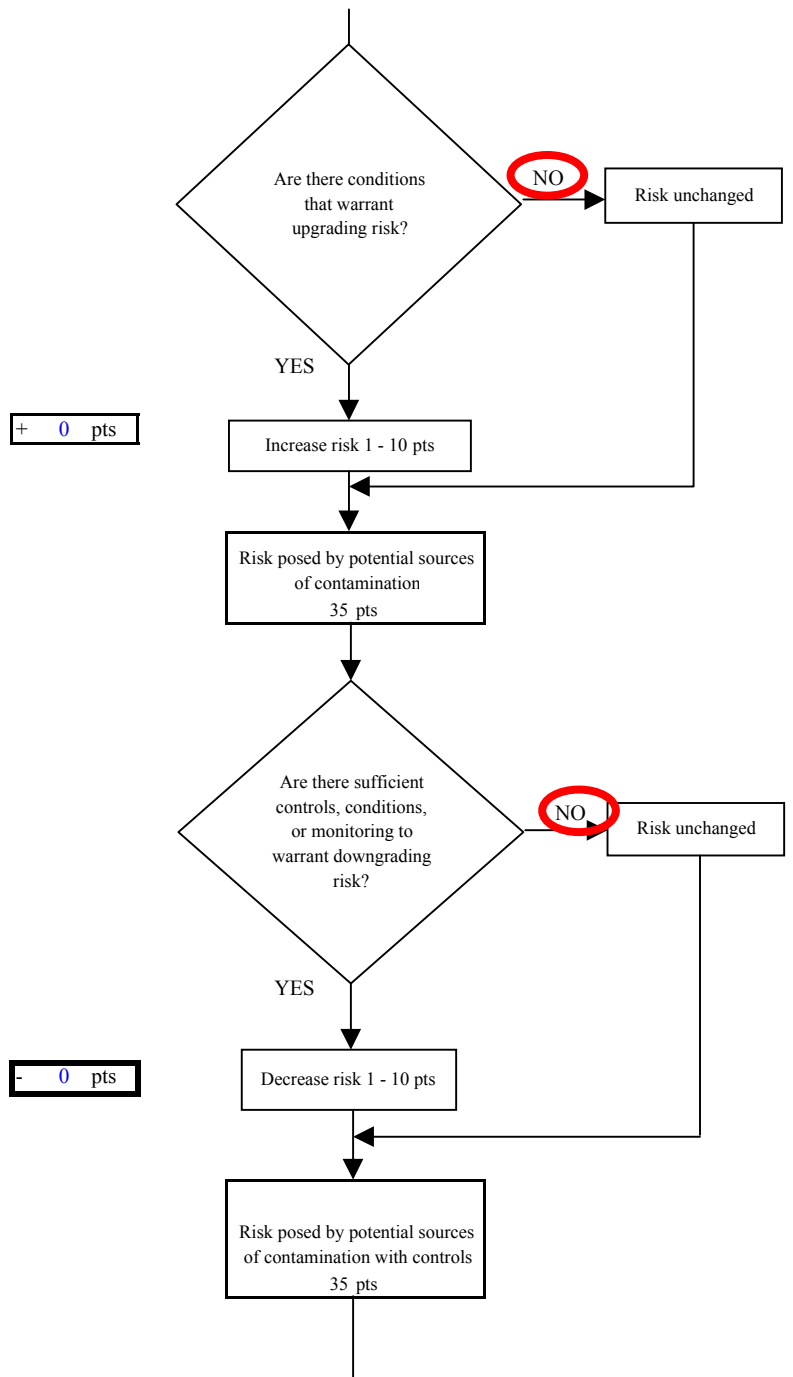 Are there conditions
that warrant
upgrading risk?
NO
Risk unchanged
YES
+ 0 pts
Increase risk 1 - 10 pts
Risk posed by potential sources
of contamination
35 pts
Are there sufficient
controls, conditions,
or monitoring to
warrant downgrading
risk?
NO
Risk unchanged
YES
- 0 pts
Decrease risk 1 - 10 pts
Risk posed by potential sources
of contamination with controls
35 pts